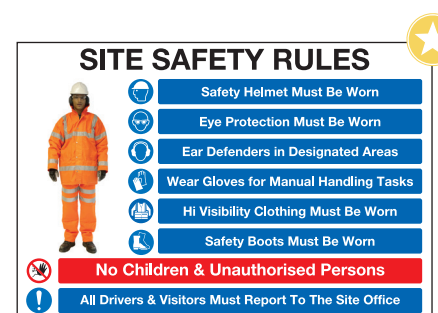 SITE SAFETY RULES
Safety Helmet Must Be Worn
Eye Protection Must Be Worn
Ear Defenders in Designated Areas
Wear Gloves for Manual Handling Tasks
Hi Visibility Clothing Must Be Worn
Safety Boots Must Be Worn
No Children & Unauthorised Persons
All Drivers & Visitors Must Report To The Site Office